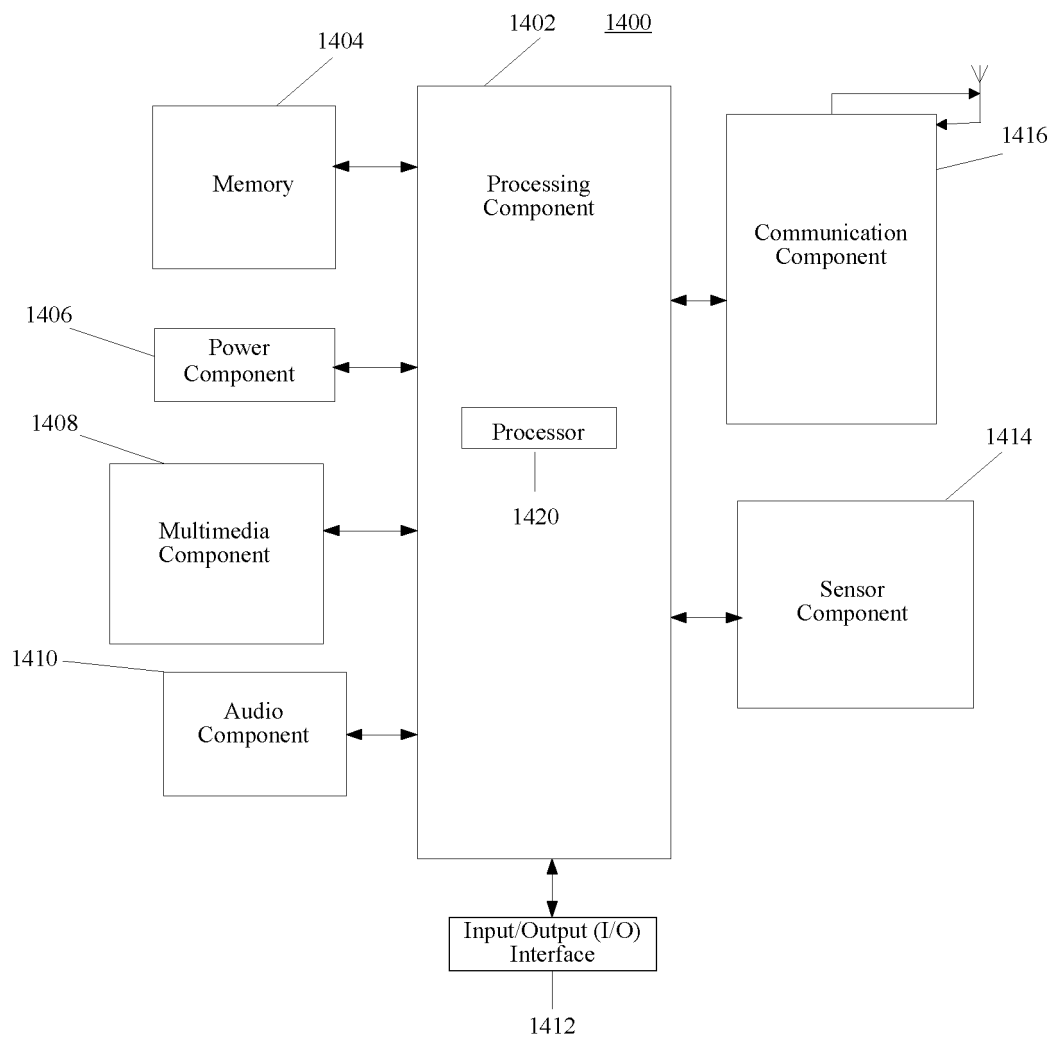 1400
1402
1404
Memory
Processing
Component
1416
Communication
Component
1406
Power
Component
1408
Multimedia
Component
Processor
1420
1414
Sensor
Component
1410
Audio
Component
Input/Output (I/O)
Interface
1412